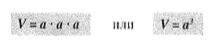 V = a · a · a или V = a³